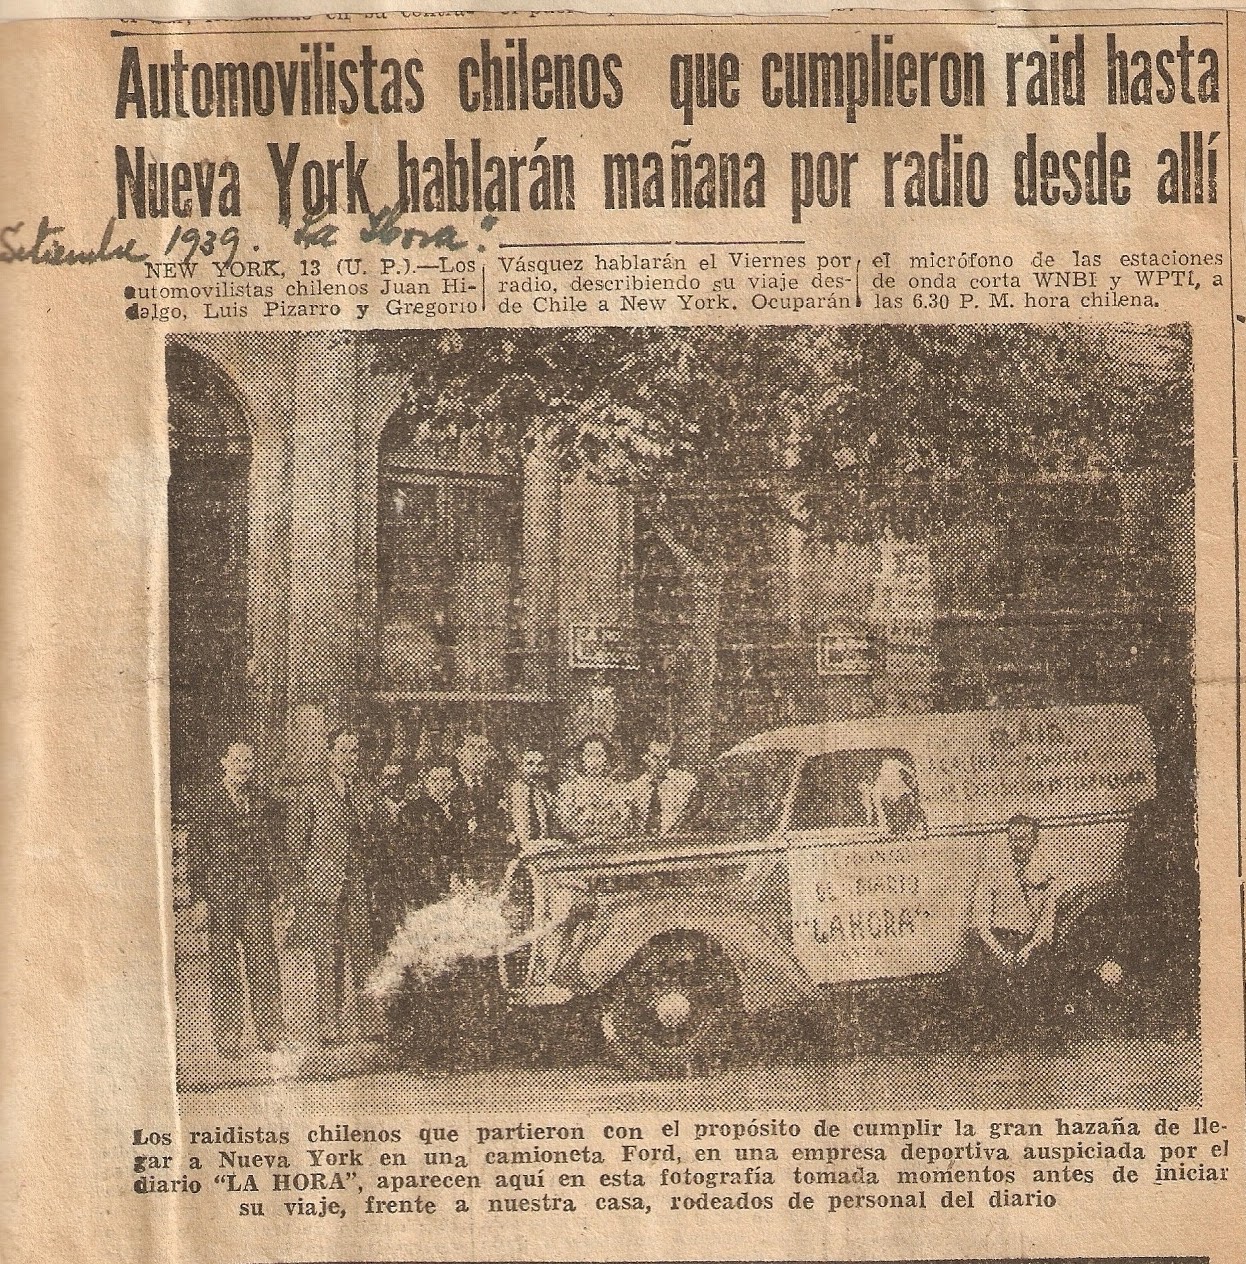 Automovilistas chilenos que cumplieron raid hasta
Nueva York hablarán mañana por radio desde allí
Setiembre 1939. "La Hora".
NEW YORK, 13 (U. P.).—Los
automovilistas chilenos Juan Hi-
dalgo, Luis Pizarro y Gregorio
Vásquez hablarán el Viernes por
radio, describiendo su viaje des-
de Chile a New York. Ocuparán
el micrófono de las estaciones
de onda corta WNBI y WPTI, a
las 6.30 P. M. hora chilena.
RAID
DEL DIARIO
"LA HORA"
Los raidistas chilenos que partieron con el propósito de cumplir la gran hazaña de lle-
gar a Nueva York en una camioneta Ford, en una empresa deportiva auspiciada por el
diario "LA HORA", aparecen aquí en esta fotografía tomada momentos antes de iniciar
su viaje, frente a nuestra casa, rodeados de personal del diario